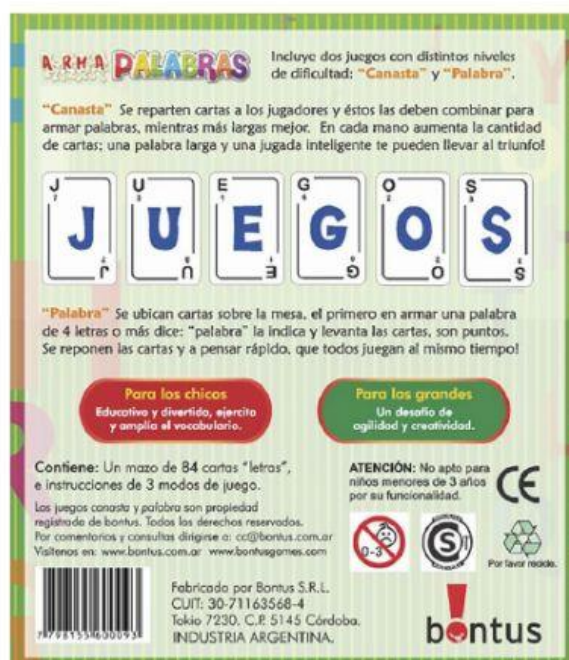 ARMA PALABRAS
Incluye dos juegos con distintos niveles
de dificultad: "Canasta" y "Palabra".
"Canasta" Se reparten cartas a los jugadores y éstos las deben combinar para
armar palabras, mientras más largas mejor. En cada mano aumenta la cantidad
de cartas; una palabra larga y una jugada inteligente te pueden llevar al triunfo!
J U E G O S
"Palabra" Se ubican cartas sobre la mesa, el primero en armar una palabra
de 4 letras o más dice: "palabra" la indica y levanta las cartas, son puntos.
Se reponen las cartas y a pensar rápido, que todos juegan al mismo tiempo!
Para los chicos
Educativo y divertido, ejercita
y amplía el vocabulario.
Para los grandes
Un desafío de
agilidad y creatividad.
Contiene: Un mazo de 84 cartas "letras",
e instrucciones de 3 modos de juego.
Los juegos canasta y palabra son propiedad
registrada de bontus. Todos los derechos reservados.
Por comentarios y consultas dirigirse a: cc@bontus.com.ar
Visítenos en: www.bontus.com.ar www.bontusgames.com
ATENCIÓN: No apto para
niños menores de 3 años
por su funcionalidad.
CE
0-3
S
Por favor recicle.
7 798155 600093
Fabricado por Bontus S.R.L.
CUIT: 30-71163568-4
Tokio 7230, C.P. 5145 Córdoba.
INDUSTRIA ARGENTINA.
bontus